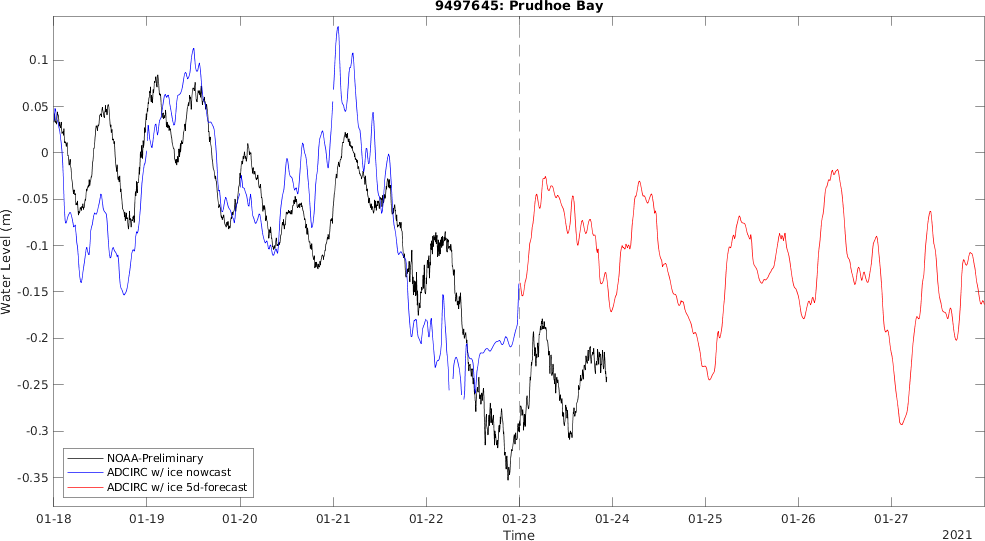 9497645: Prudhoe Bay
0.1
0.05
0
-0.05
-0.1
-0.15
-0.2
-0.25
-0.3
-0.35
Water Level (m)
NOAA-Preliminary
ADCIRC w/ ice nowcast
ADCIRC w/ ice 5d-forecast
01-18 01-19 01-20 01-21 01-22 01-23 01-24 01-25 01-26 01-27
Time
2021